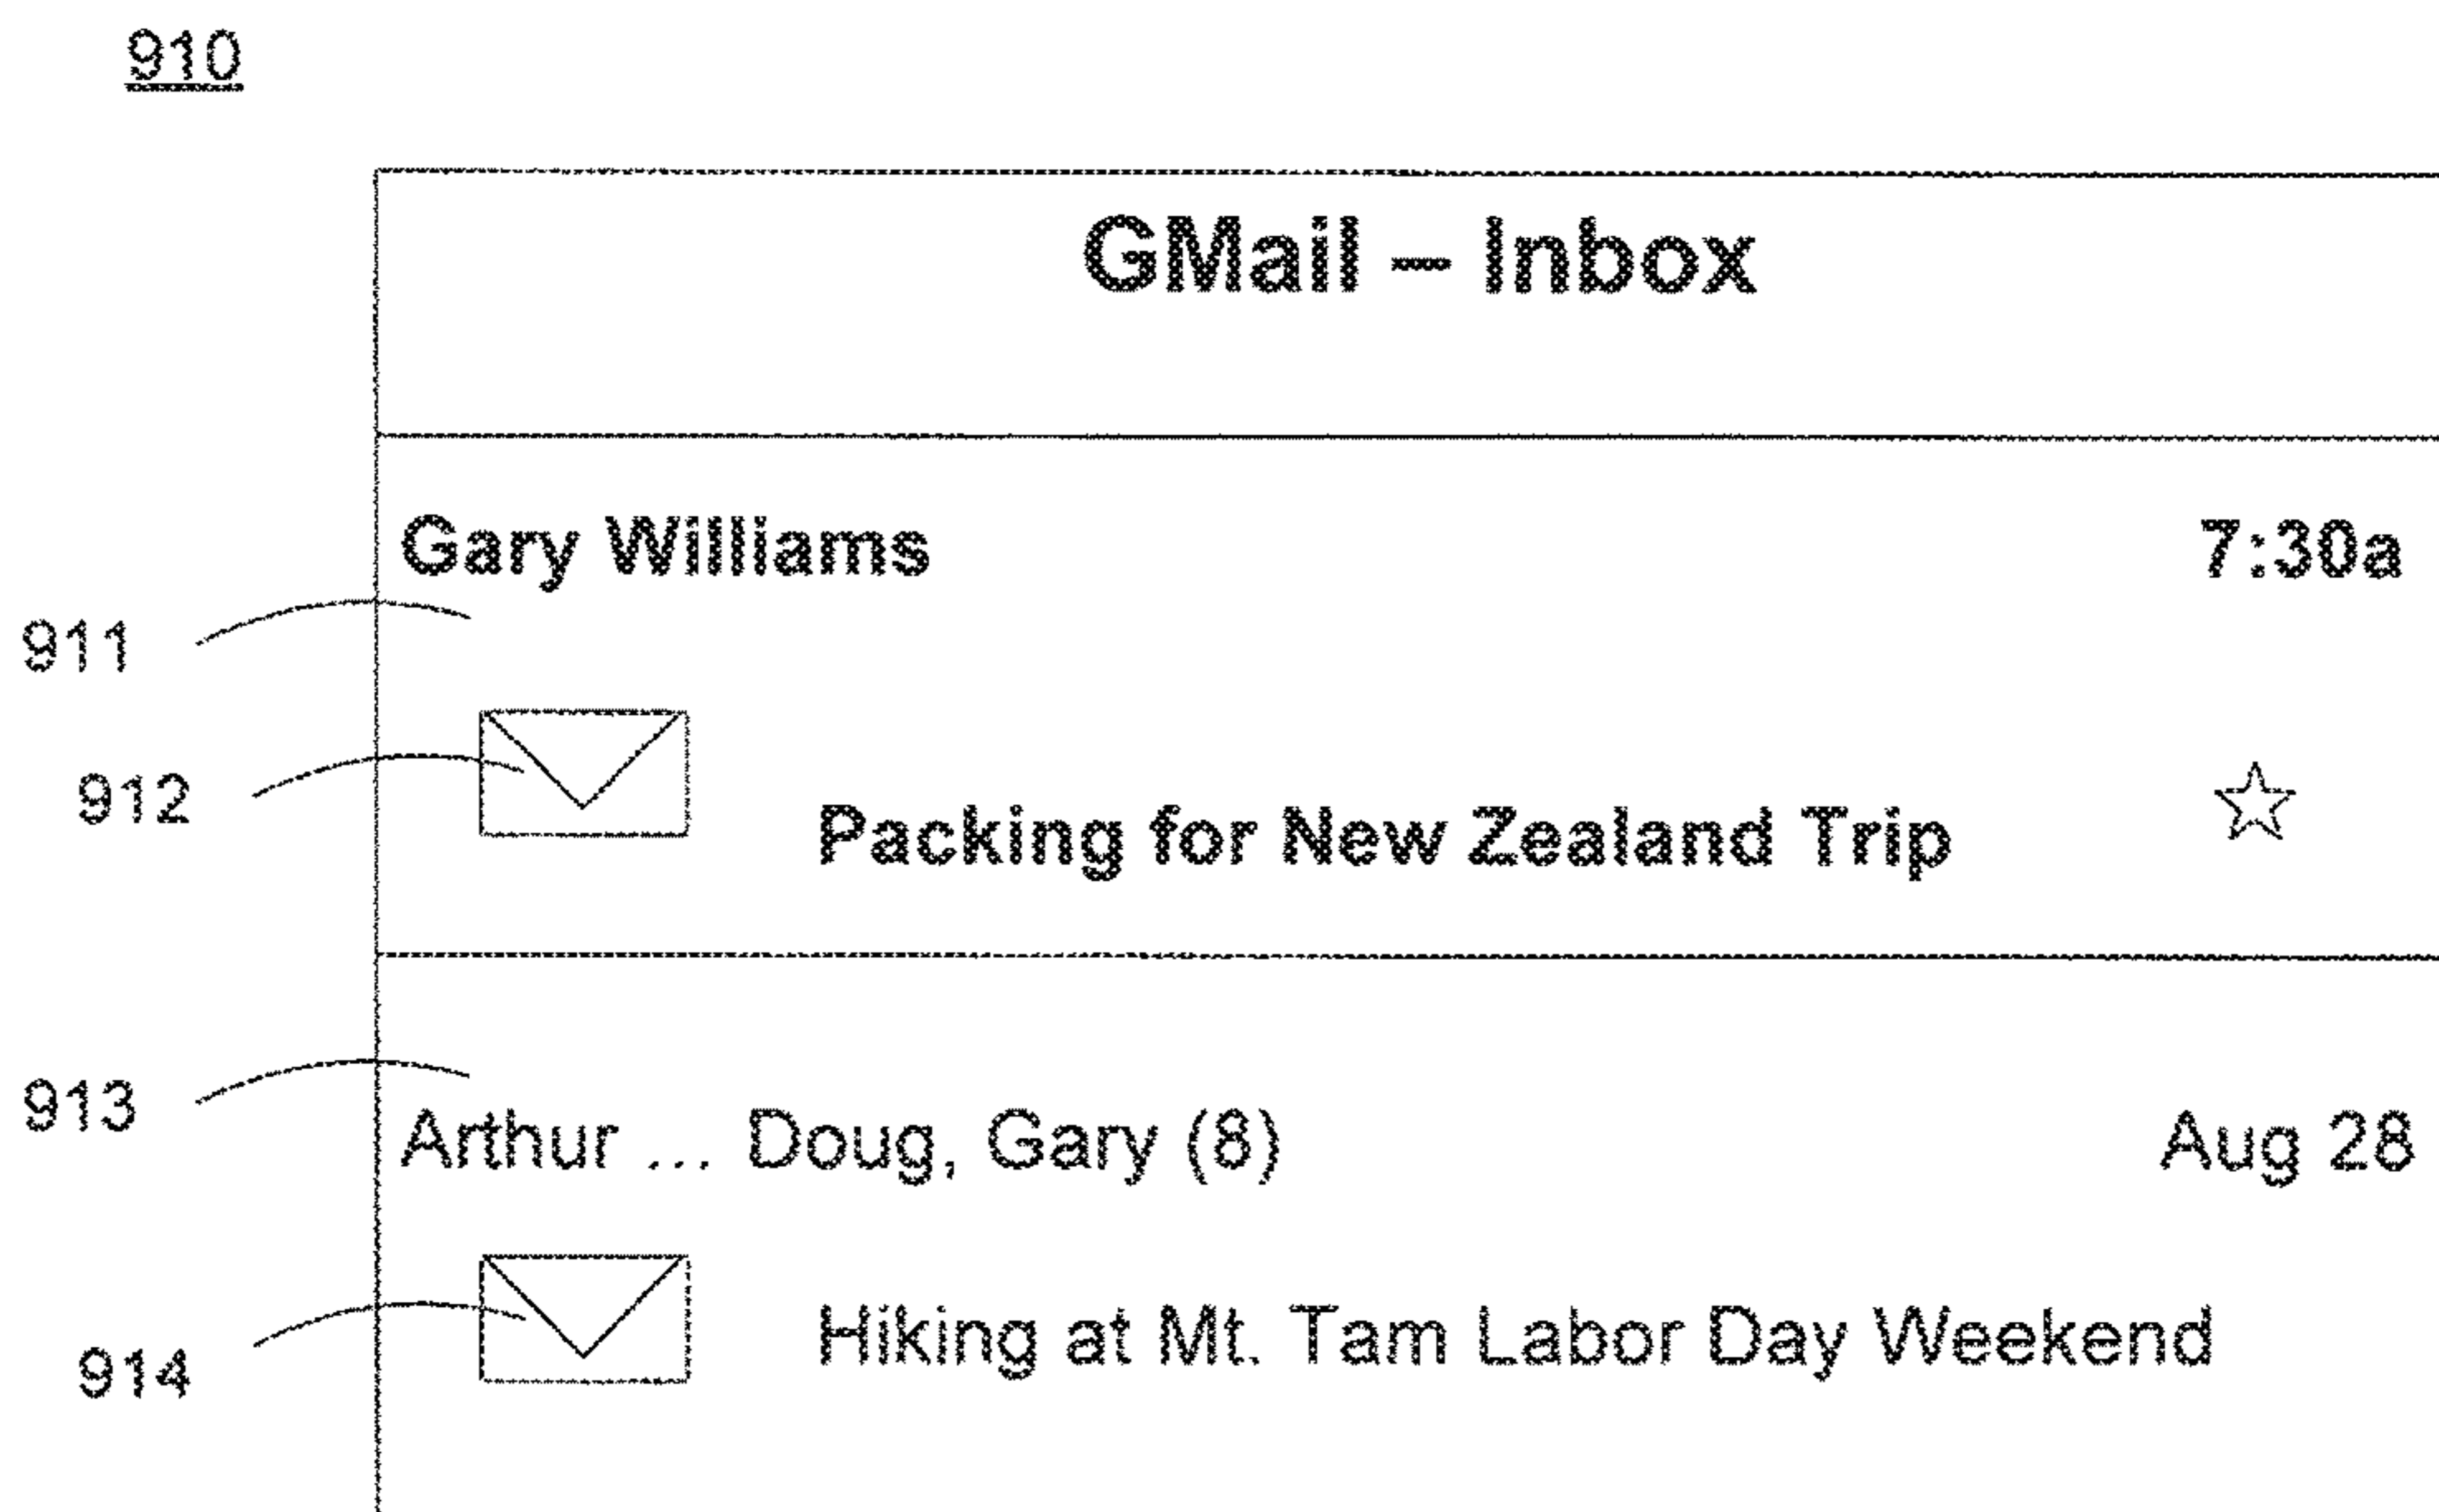 910
GMail – Inbox
Gary Williams 7:30a
911
912
Packing for New Zealand Trip
913
Arthur ... Doug, Gary (8) Aug 28
Hiking at Mt. Tam Labor Day Weekend
914